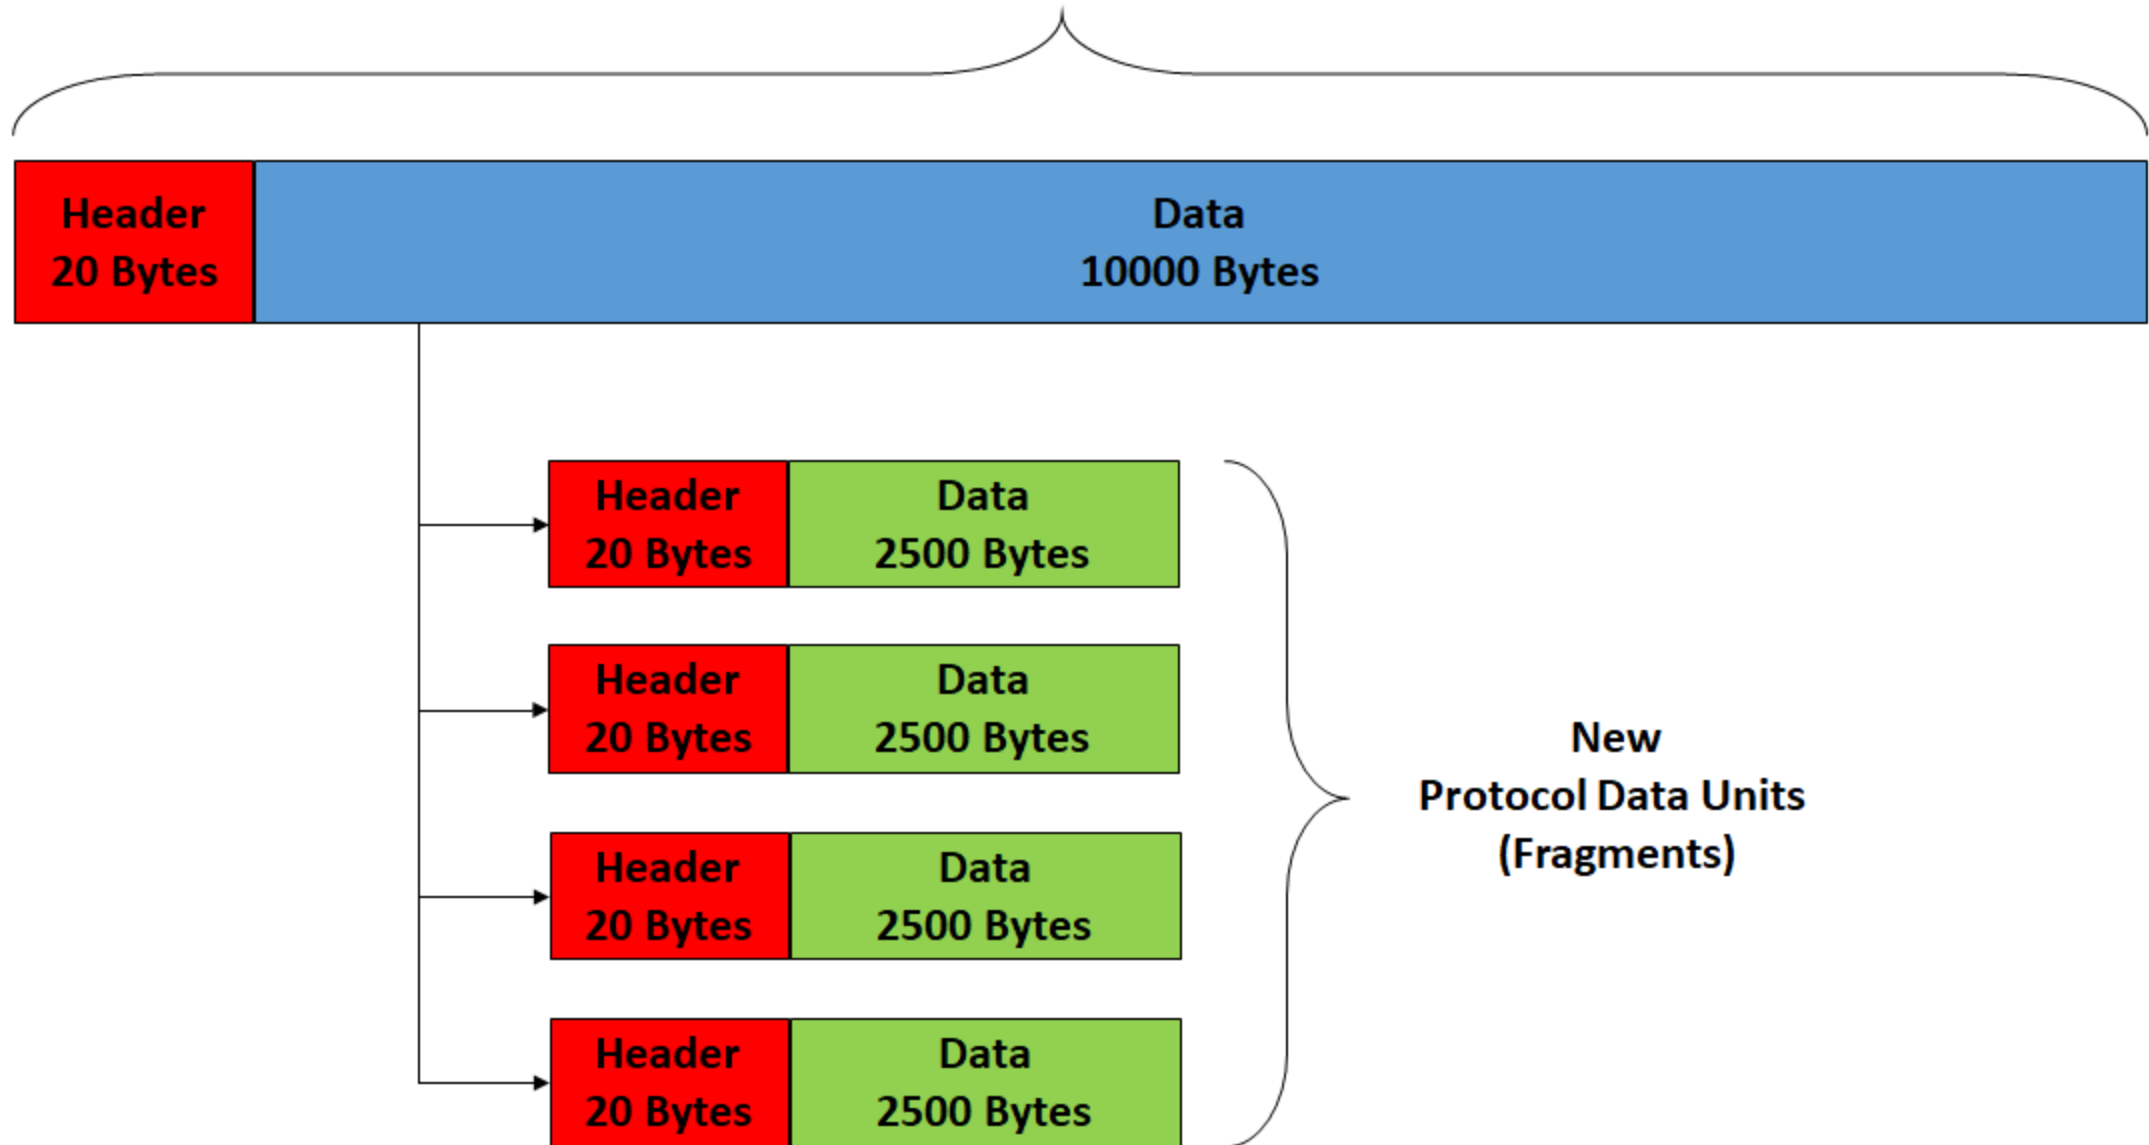 Header
20 Bytes
Data
10000 Bytes
Header
20 Bytes
Data
2500 Bytes
Header
20 Bytes
Data
2500 Bytes
Header
20 Bytes
Data
2500 Bytes
Header
20 Bytes
Data
2500 Bytes
New
Protocol Data Units
(Fragments)